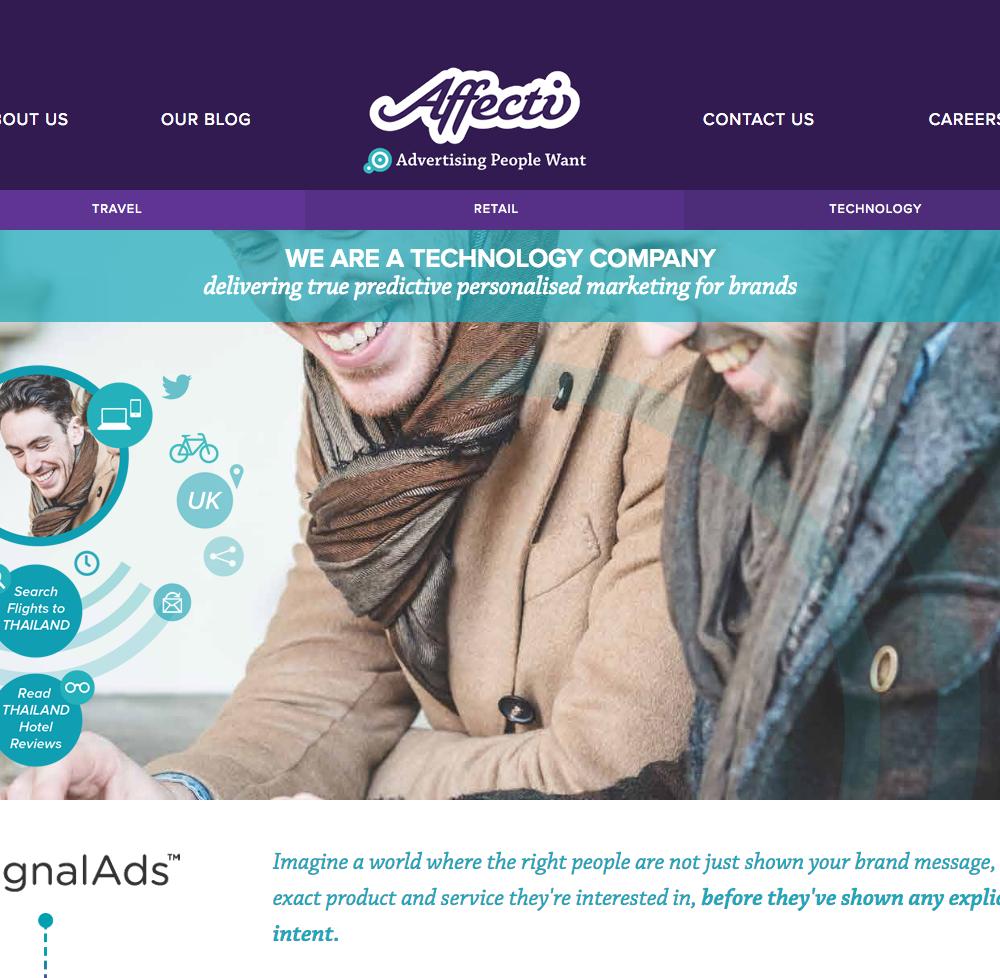 BOUT US
OUR BLOG
Affectv
Advertising People Want
CONTACT US
CAREERS
TRAVEL
RETAIL
TECHNOLOGY
WE ARE A TECHNOLOGY COMPANY
delivering true predictive personalised marketing for brands
UK
Search
Flights to
THAILAND
Read
THAILAND
Hotel
Reviews
gnalAds™
Imagine a world where the right people are not just shown your brand message,
exact product and service they're interested in, before they've shown any explic
intent.